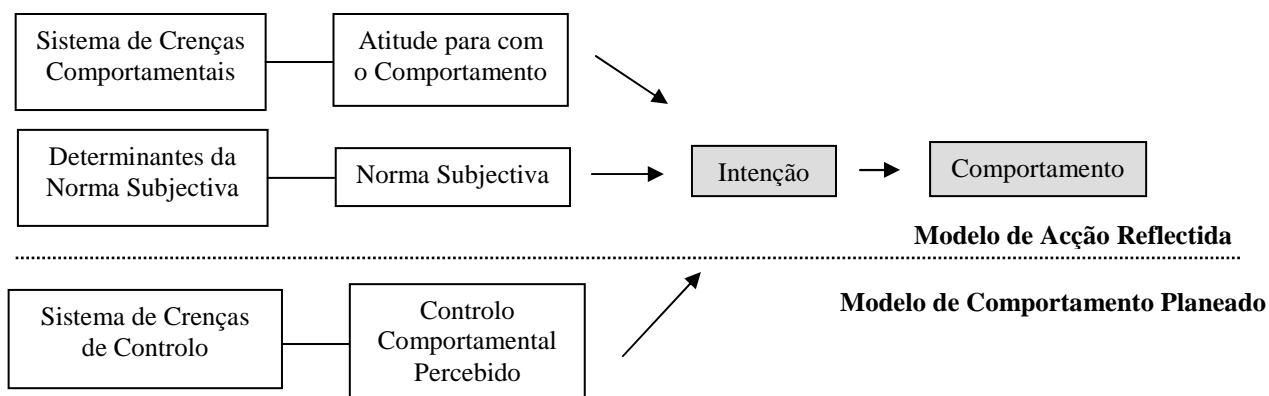 Sistema de Crenças
Comportamentais
Atitude para com
o Comportamento
Determinantes da
Norma Subjectiva
Norma Subjectiva
Intenção
Comportamento
Modelo de Acção Reflectida
Modelo de Comportamento Planeado
Sistema de Crenças
de Controlo
Controlo
Comportamental
Percebido